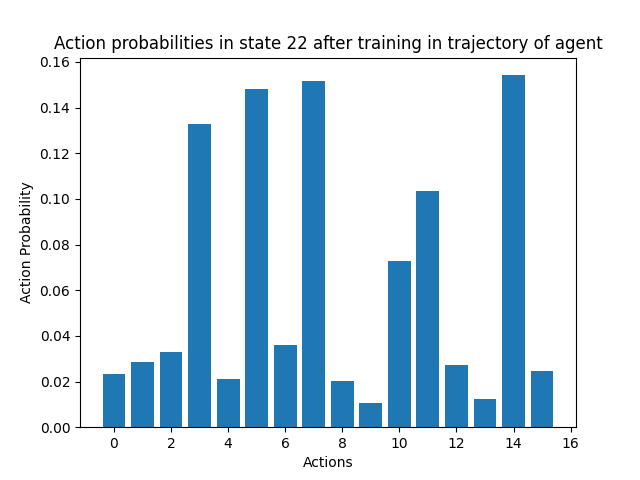 Action probabilities in state 22 after training in trajectory of agent
0.16
0.14
0.12
0.10
0.08
0.06
0.04
0.02
0.00
Action Probability
0 2 4 6 8 10 12 14 16
Actions